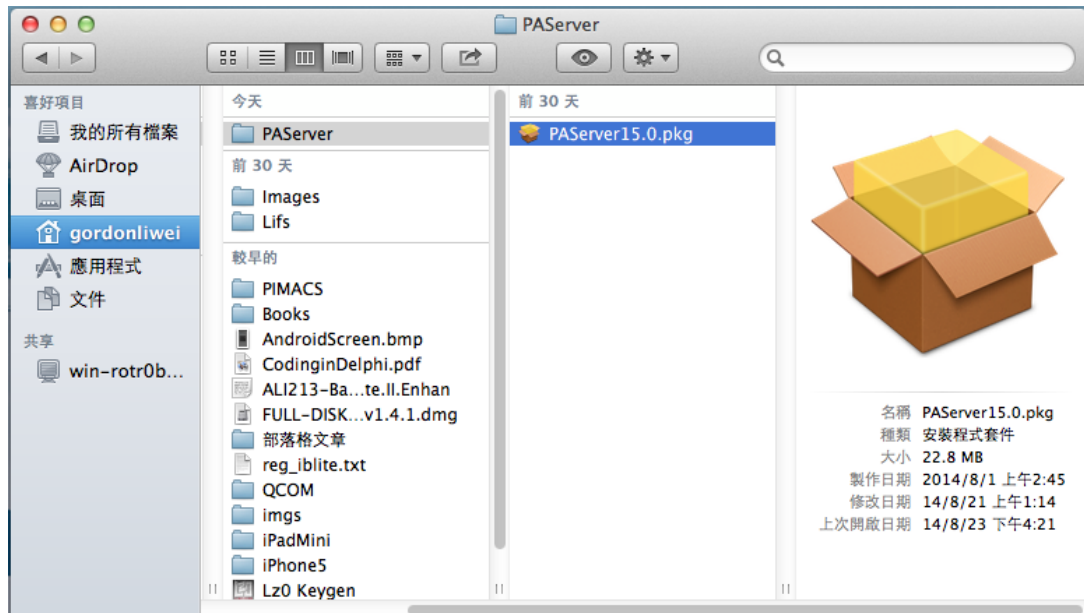 PAServer
喜好項目
我的所有檔案
AirDrop
桌面
gordonliwei
應用程式
文件
共享
win-rotr0b...
今天
PAServer
前 30 天
Images
Lifs
較早的
PIMACS
Books
AndroidScreen.bmp
CodinginDelphi.pdf
ALI213-Ba...te.II.Enhan
FULL-DISK...v1.4.1.dmg
部落格文章
reg_iblite.txt
QCOM
imgs
iPadMini
iPhone5
Lz0 Keygen
前 30 天
PAServer15.0.pkg
名稱 PAServer15.0.pkg
種類 安裝程式套件
大小 22.8 MB
製作日期 2014/8/1 上午2:45
修改日期 14/8/21 上午1:14
上次開啟日期 14/8/23 下午4:21